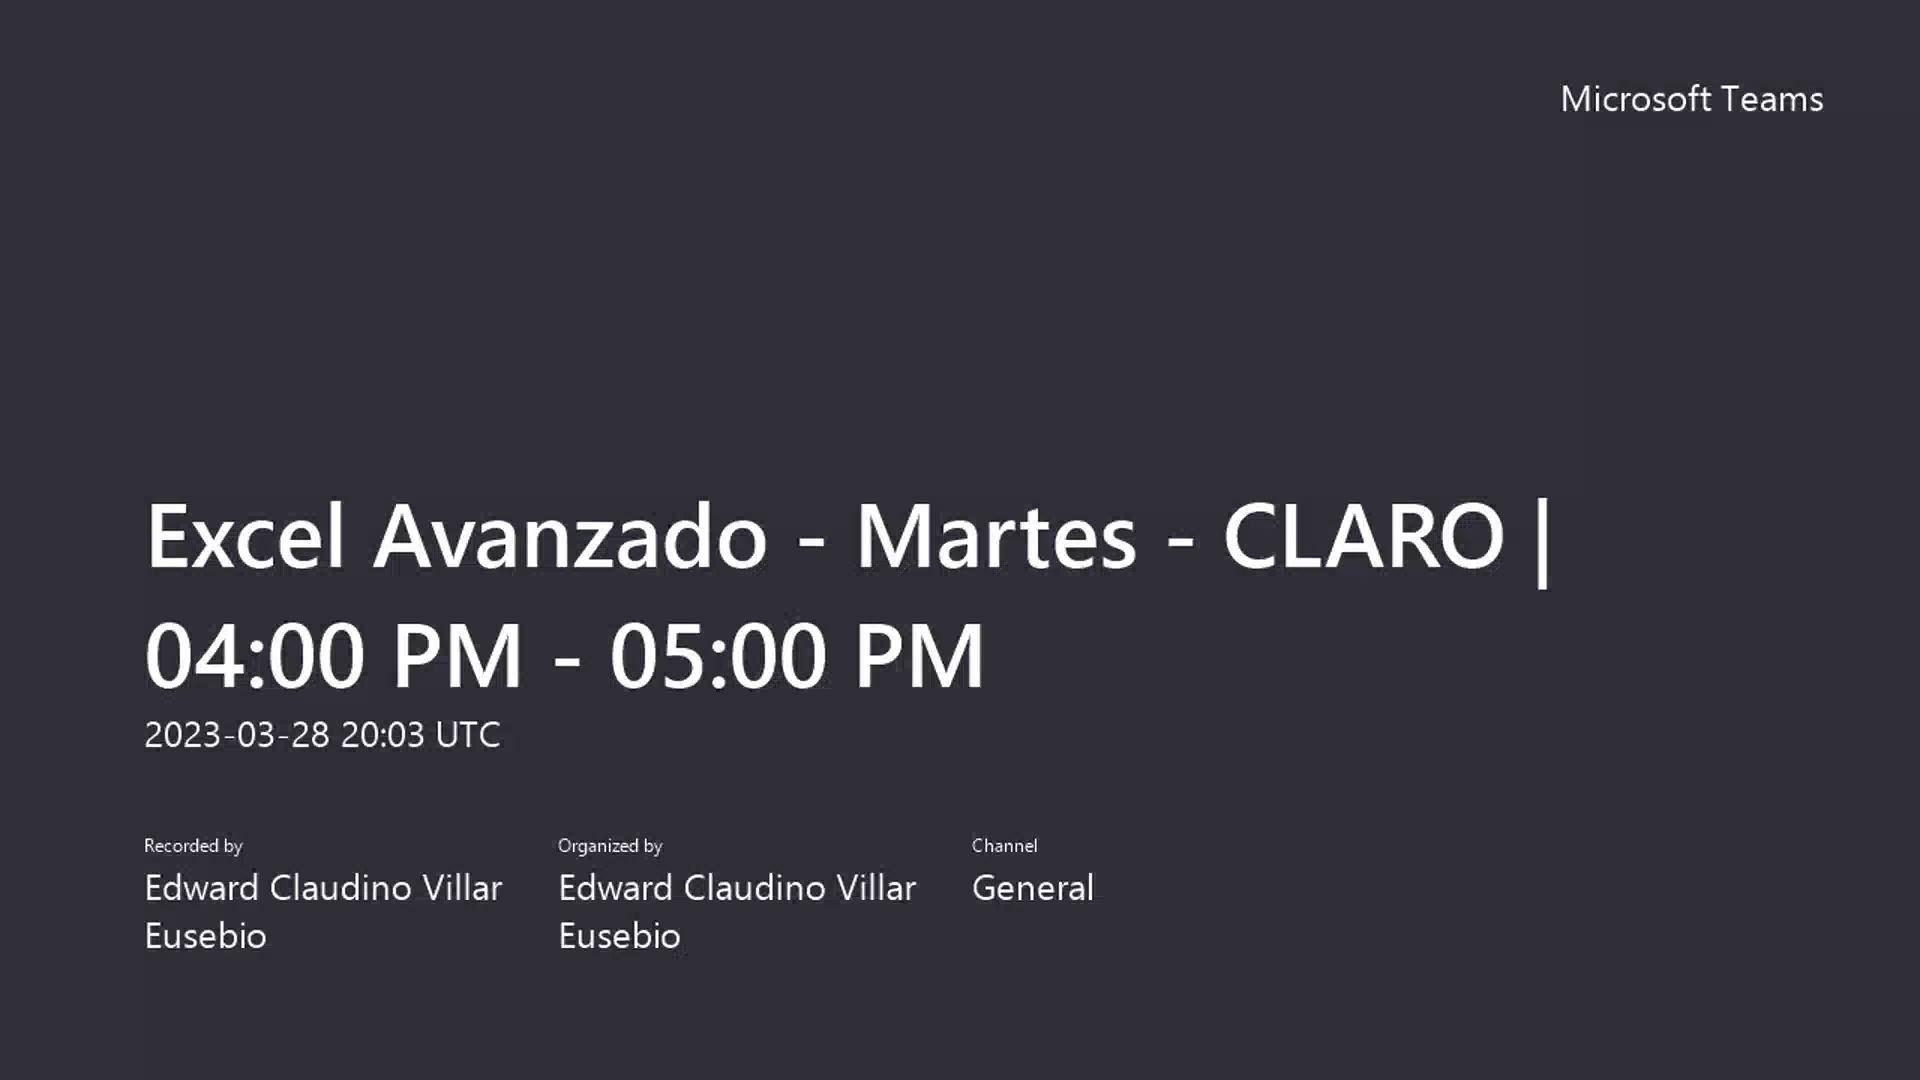 Microsoft Teams
Excel Avanzado - Martes - CLARO |
04:00 PM - 05:00 PM
2023-03-28 20:03 UTC
Recorded by
Edward Claudino Villar
Eusebio
Organized by
Edward Claudino Villar
Eusebio
Channel
General